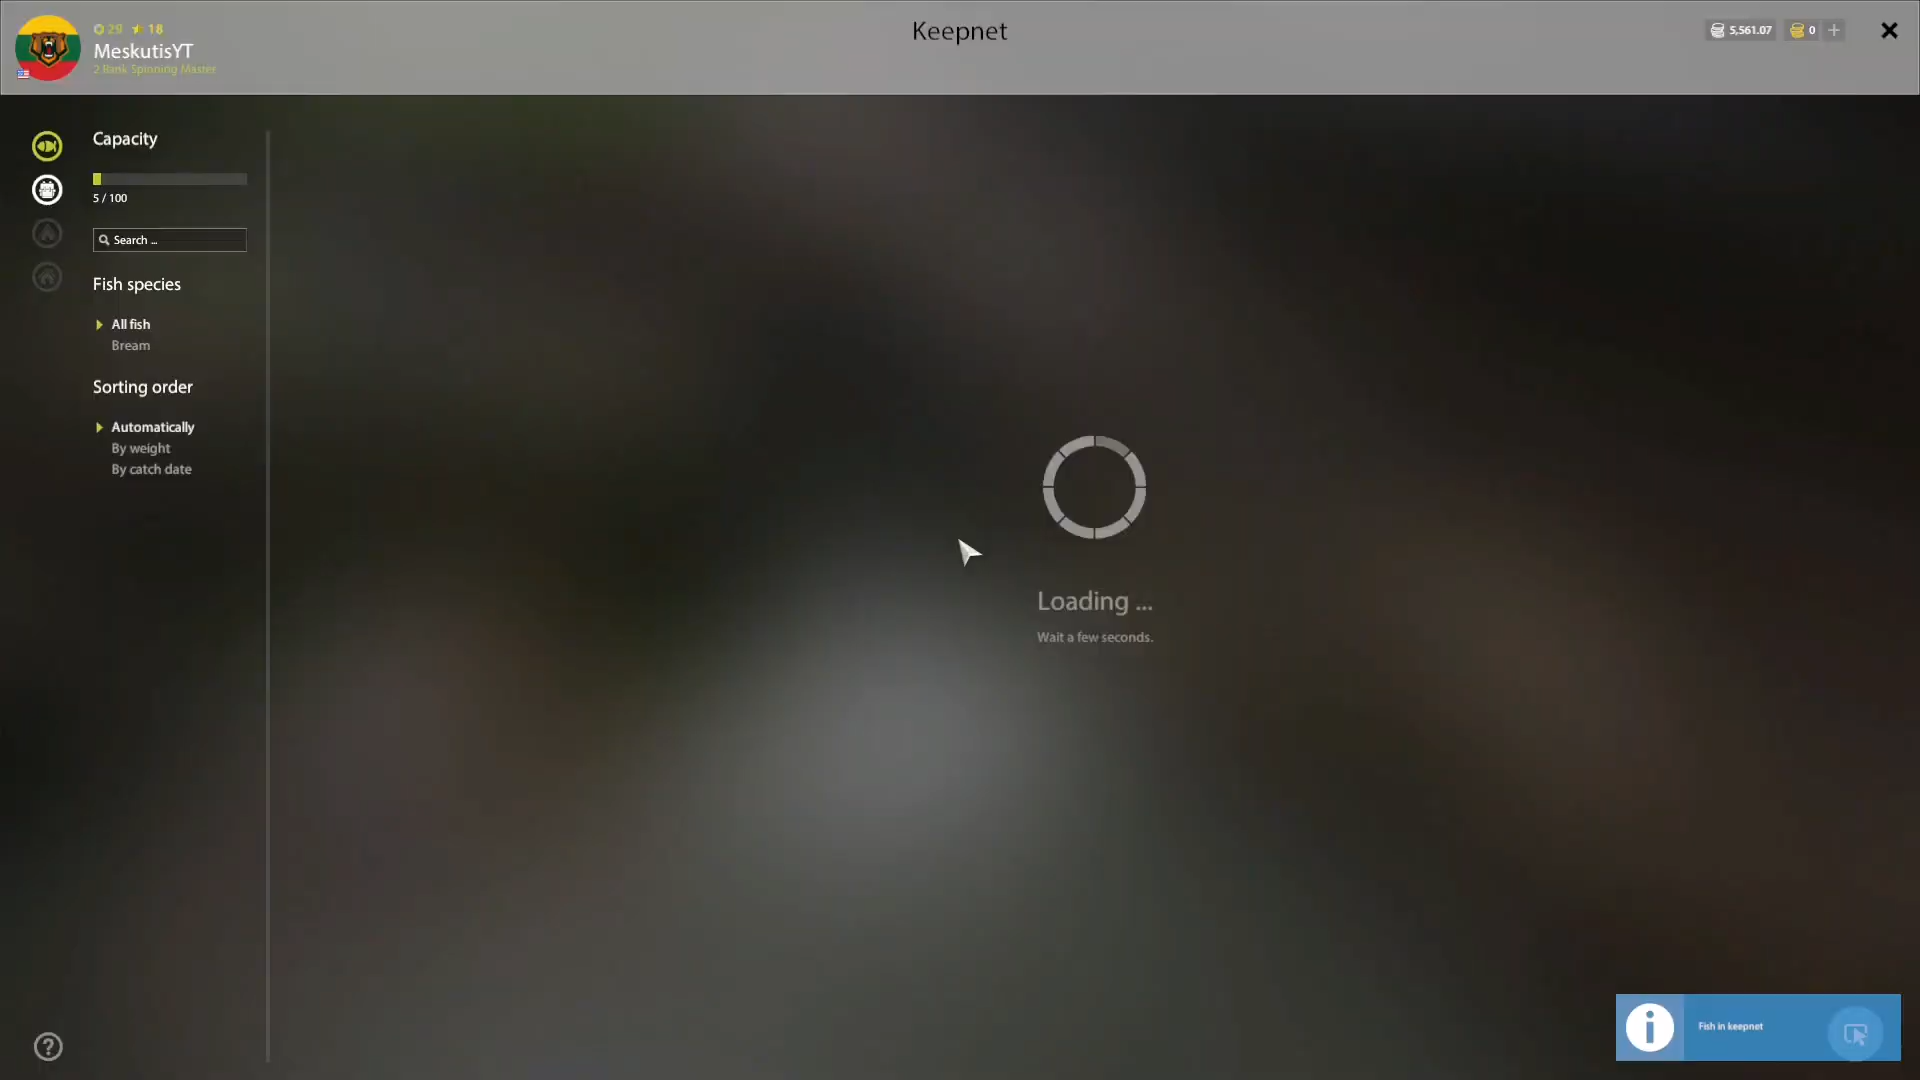 29 18
MeskutisYT
2 Bank Spinning Master
Keepnet
5,561.07 0 +
Capacity
5 / 100
Search ...
Fish species
All fish
Bream
Sorting order
Automatically
By weight
By catch date
Loading ...
Wait a few seconds.
Fish in keepnet